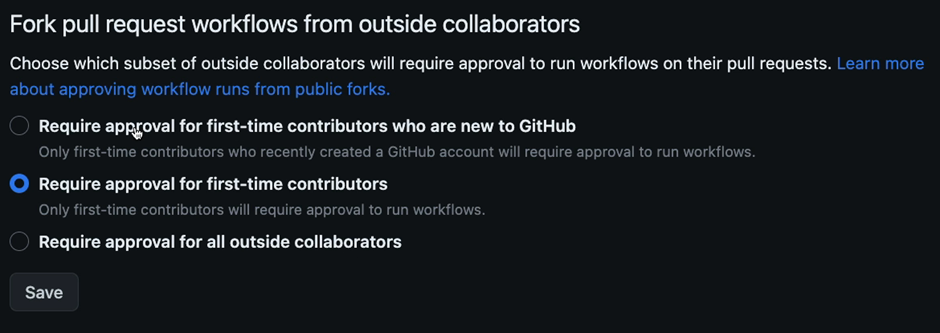 Fork pull request workflows from outside collaborators
Choose which subset of outside collaborators will require approval to run workflows on their pull requests. Learn more
about approving workflow runs from public forks.
Require approval for first-time contributors who are new to GitHub
Only first-time contributors who recently created a GitHub account will require approval to run workflows.
Require approval for first-time contributors
Only first-time contributors will require approval to run workflows.
Require approval for all outside collaborators
Save